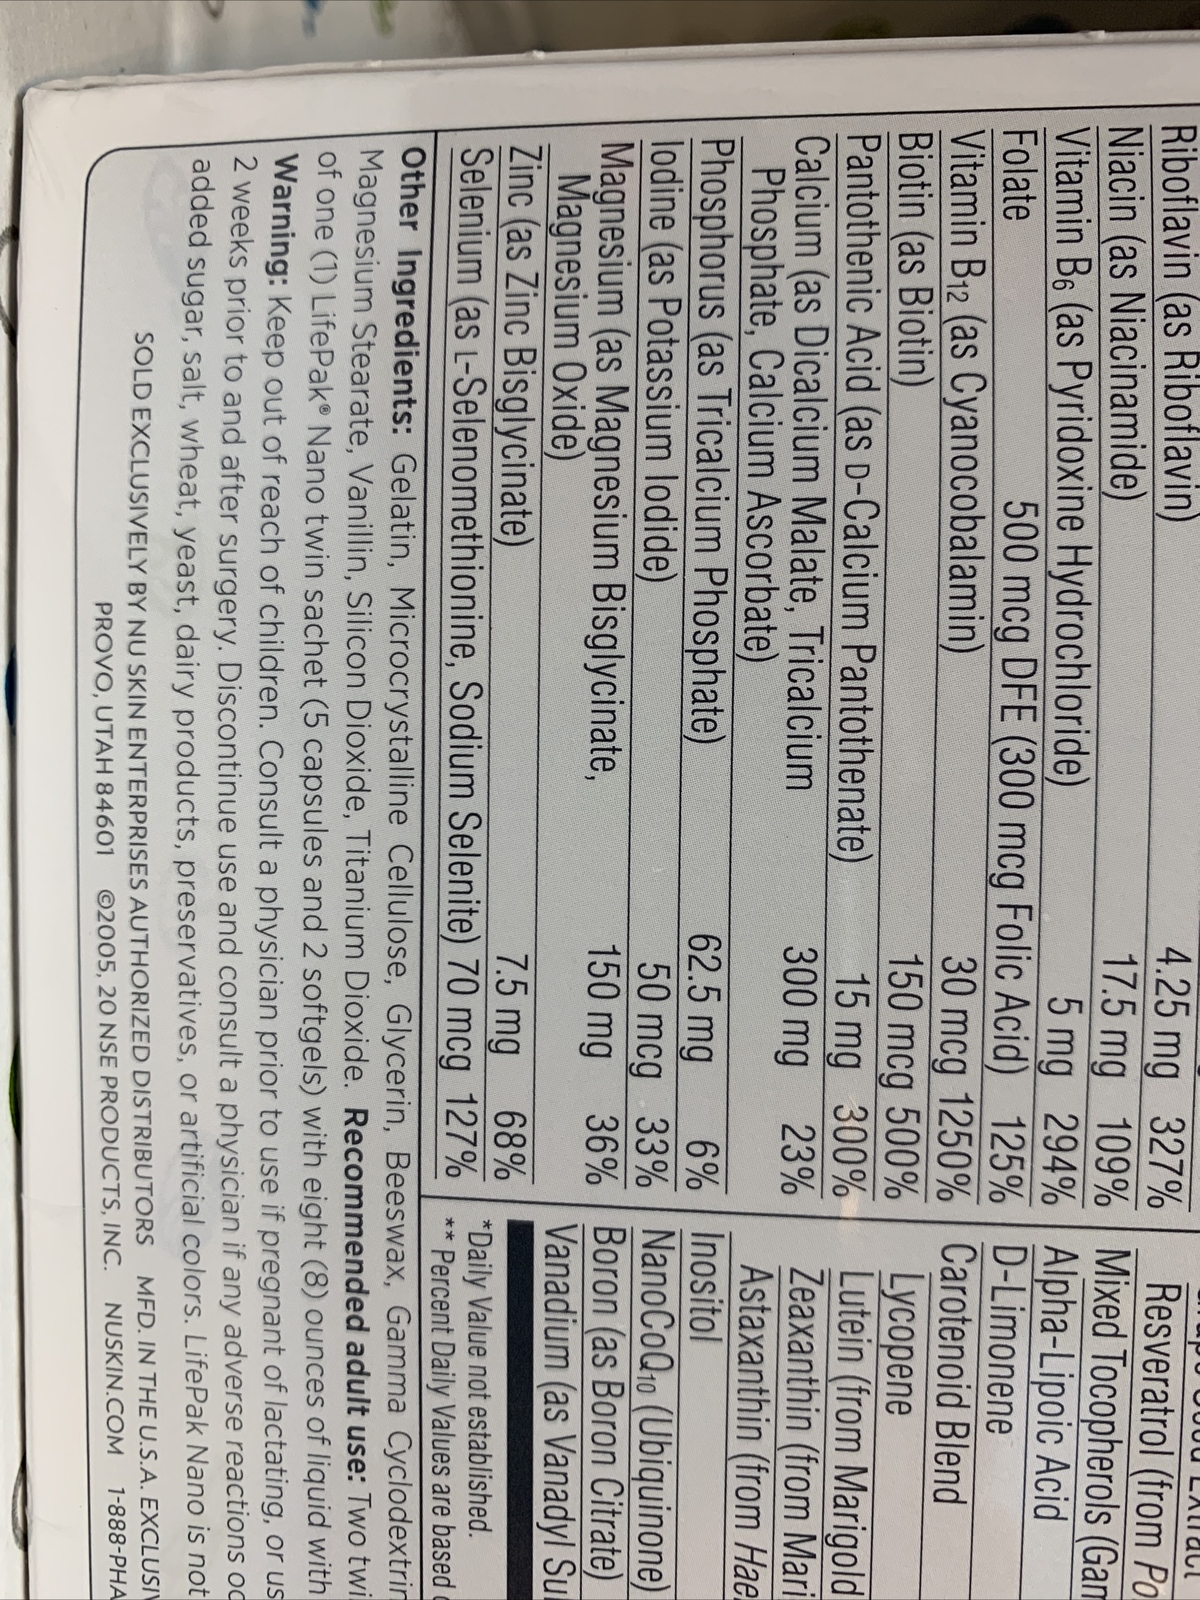 Riboflavin (as Riboflavin) 4.25 mg 327%
Niacin (as Niacinamide) 17.5 mg 109%
Vitamin B6 (as Pyridoxine Hydrochloride) 5 mg 294%
Folate 500 mcg DFE (300 mcg Folic Acid) 125%
Vitamin B12 (as Cyanocobalamin) 30 mcg 1250%
Biotin (as Biotin) 150 mcg 500%
Pantothenic Acid (as D-Calcium Pantothenate) 15 mg 300%
Calcium (as Dicalcium Malate, Tricalcium
Phosphate, Calcium Ascorbate) 300 mg 23%
Phosphorus (as Tricalcium Phosphate) 62.5 mg 6%
Iodine (as Potassium Iodide) 50 mcg 33%
Magnesium (as Magnesium Bisglycinate,
Magnesium Oxide) 150 mg 36%
Zinc (as Zinc Bisglycinate) 7.5 mg 68%
Selenium (as L-Selenomethionine, Sodium Selenite) 70 mcg 127%
Resveratrol (from Po
Mixed Tocopherols (Gam
Alpha-Lipoic Acid
D-Limonene
Carotenoid Blend
Lycopene
Lutein (from Marigold
Zeaxanthin (from Mari
Astaxanthin (from Hae
Inositol
NanoCoQ10 (Ubiquinone)
Boron (as Boron Citrate)
Vanadium (as Vanadyl Su
*Daily Value not established.
** Percent Daily Values are based
Other Ingredients: Gelatin, Microcrystalline Cellulose, Glycerin, Beeswax, Gamma Cyclodextrin
Magnesium Stearate, Vanillin, Silicon Dioxide, Titanium Dioxide. Recommended adult use: Two twi
of one (1) LifePak® Nano twin sachet (5 capsules and 2 softgels) with eight (8) ounces of liquid with
Warning: Keep out of reach of children. Consult a physician prior to use if pregnant of lactating, or us
2 weeks prior to and after surgery. Discontinue use and consult a physician if any adverse reactions oc
added sugar, salt, wheat, yeast, dairy products, preservatives, or artificial colors. LifePak Nano is not
SOLD EXCLUSIVELY BY NU SKIN ENTERPRISES AUTHORIZED DISTRIBUTORS MFD. IN THE U.S.A. EXCLUSIV
PROVO, UTAH 84601 ©2005, 20 NSE PRODUCTS, INC. NUSKIN.COM 1-888-PHA